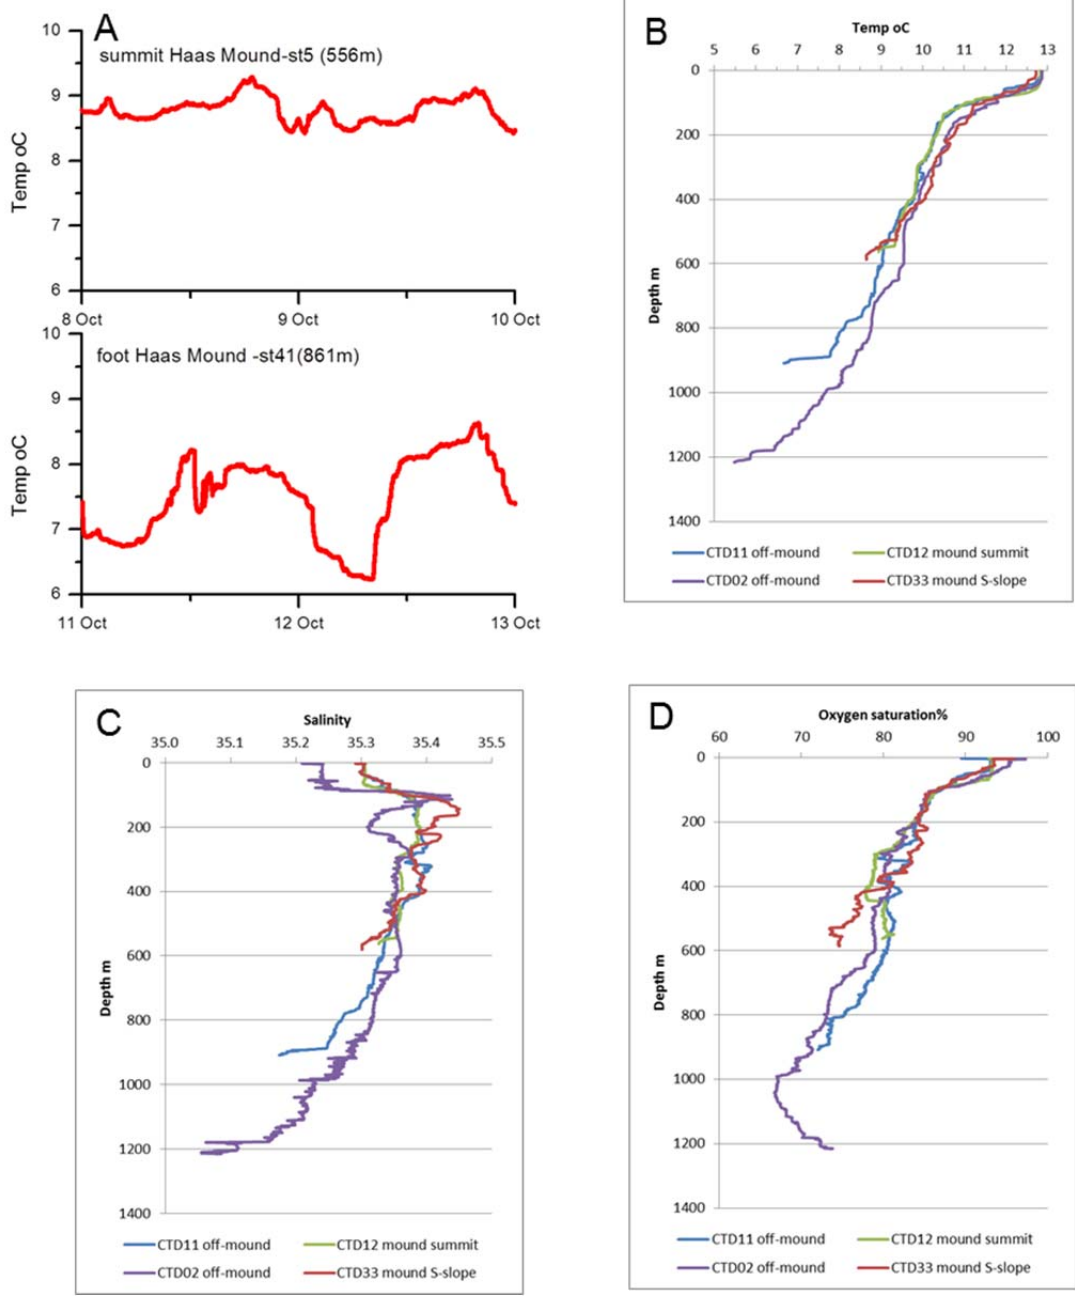 A
summit Haas Mound-st5 (556m)
10
9
8
7
6
Temp oC
8 Oct 9 Oct 10 Oct
foot Haas Mound -st41(861m)
10
9
8
7
6
Temp oC
11 Oct 12 Oct 13 Oct
B
Temp oC
5 6 7 8 9 10 11 12 13
0
200
400
600
800
1000
1200
1400
Depth m
CTD11 off-mound CTD12 mound summit
CTD02 off-mound CTD33 mound S-slope
C
Salinity
35.0 35.1 35.2 35.3 35.4 35.5
0
200
400
600
800
1000
1200
1400
Depth m
CTD11 off-mound CTD12 mound summit
CTD02 off-mound CTD33 mound S-slope
D
Oxygen saturation%
60 70 80 90 100
0
200
400
600
800
1000
1200
1400
Depth m
CTD11 off-mound CTD12 mound summit
CTD02 off-mound CTD33 mound S-slope